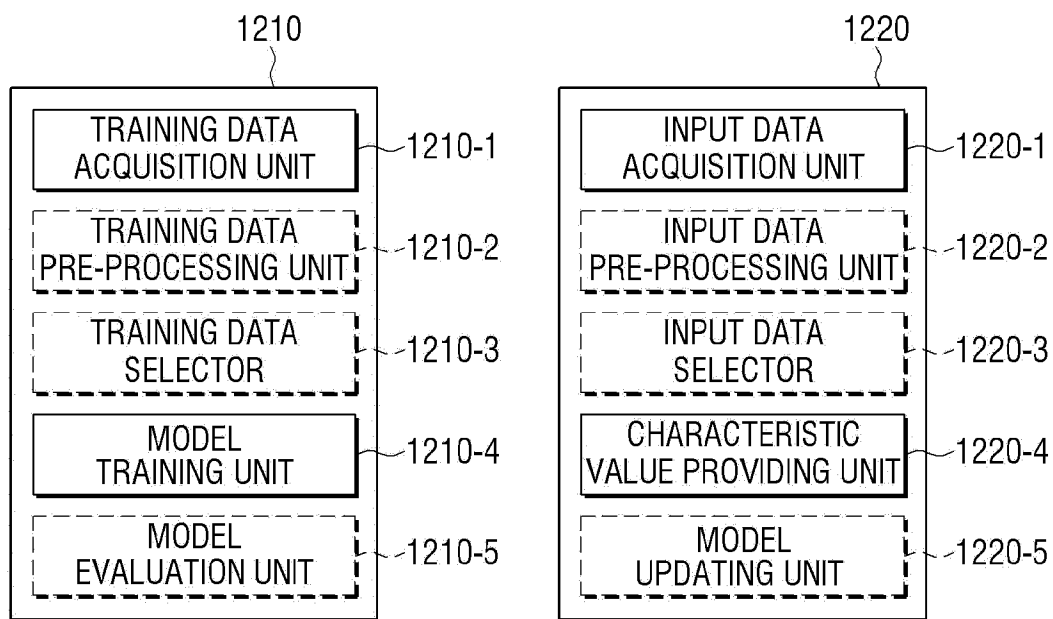 1210
TRAINING DATA
ACQUISITION UNIT
1210-1
TRAINING DATA
PRE-PROCESSING UNIT
1210-2
TRAINING DATA
SELECTOR
1210-3
MODEL
TRAINING UNIT
1210-4
MODEL
EVALUATION UNIT
1210-5
1220
INPUT DATA
ACQUISITION UNIT
1220-1
INPUT DATA
PRE-PROCESSING UNIT
1220-2
INPUT DATA
SELECTOR
1220-3
CHARACTERISTIC
VALUE PROVIDING UNIT
1220-4
MODEL
UPDATING UNIT
1220-5